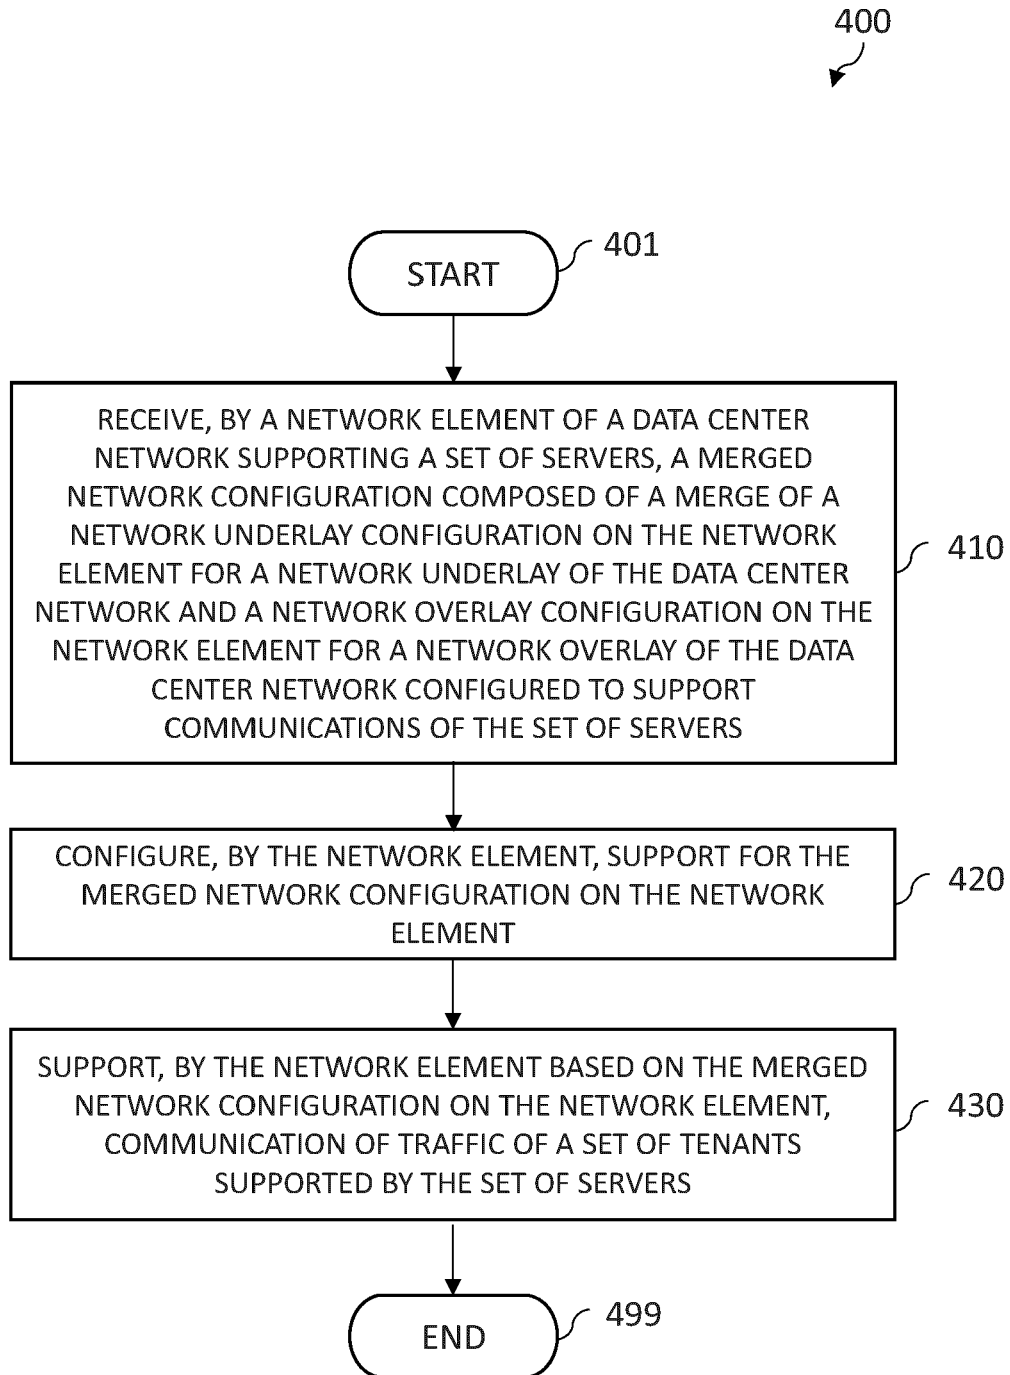 400
START
401
RECEIVE, BY A NETWORK ELEMENT OF A DATA CENTER
NETWORK SUPPORTING A SET OF SERVERS, A MERGED
NETWORK CONFIGURATION COMPOSED OF A MERGE OF A
NETWORK UNDERLAY CONFIGURATION ON THE NETWORK
ELEMENT FOR A NETWORK UNDERLAY OF THE DATA CENTER
NETWORK AND A NETWORK OVERLAY CONFIGURATION ON THE
NETWORK ELEMENT FOR A NETWORK OVERLAY OF THE DATA
CENTER NETWORK CONFIGURED TO SUPPORT
COMMUNICATIONS OF THE SET OF SERVERS
410
CONFIGURE, BY THE NETWORK ELEMENT, SUPPORT FOR THE
MERGED NETWORK CONFIGURATION ON THE NETWORK
ELEMENT
420
SUPPORT, BY THE NETWORK ELEMENT BASED ON THE MERGED
NETWORK CONFIGURATION ON THE NETWORK ELEMENT,
COMMUNICATION OF TRAFFIC OF A SET OF TENANTS
SUPPORTED BY THE SET OF SERVERS
430
END
499